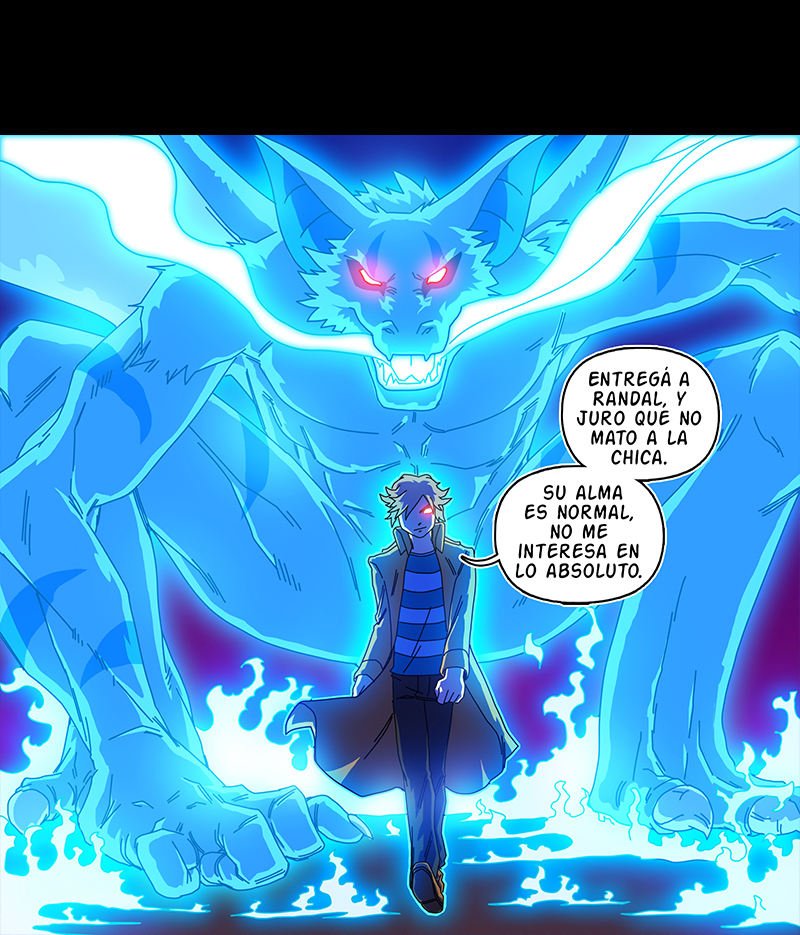 ENTREGÁ A
RANDAL, Y
JURO QUE NO
MATO A LA
CHICA.
SU ALMA
ES NORMAL,
NO ME
INTERESA EN
LO ABSOLUTO.